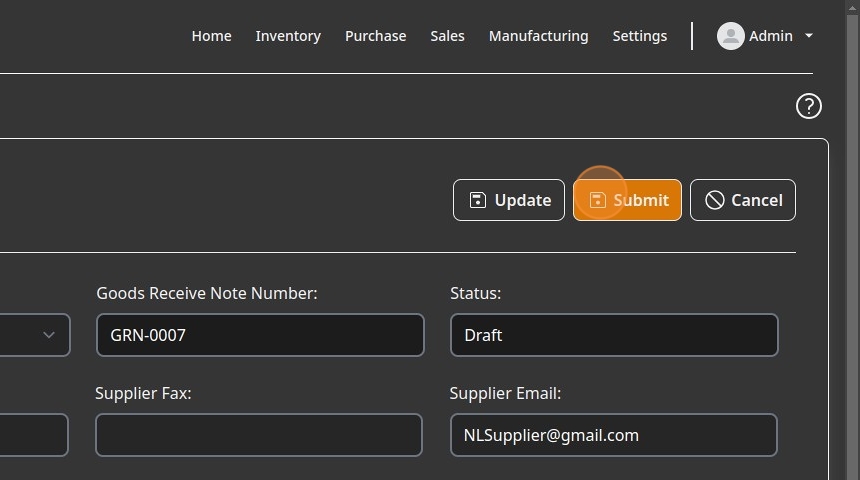 Home Inventory Purchase Sales Manufacturing Settings Admin
?
Update Submit Cancel
Goods Receive Note Number: Status:
GRN-0007 Draft
Supplier Fax: Supplier Email:
NLSupplier@gmail.com